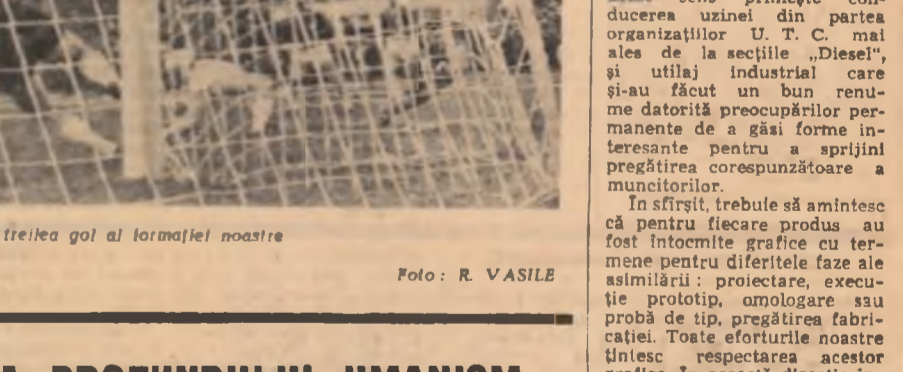 treilea gol al formației noastre
Foto : R. VASILE
UMANISM
ducerea uzinei din partea
organizațiilor U. T. C. mai
ales de la secțiile „Diesel“,
și utilaj industrial care
și-au făcut un bun renu-
me datorită preocupărilor per-
manente de a găsi forme in-
teresante pentru a sprijini
pregătirea corespunzătoare a
muncitorilor.
În sfîrșit, trebuie să amintesc
că pentru fiecare produs au
fost întocmite grafice cu ter-
mene pentru diferitele faze ale
asimilării : proiectare, execu-
ție prototip, omologare sau
probă de tip, pregătirea fabri-
cației. Toate eforturile noastre
țintesc respectarea acestor